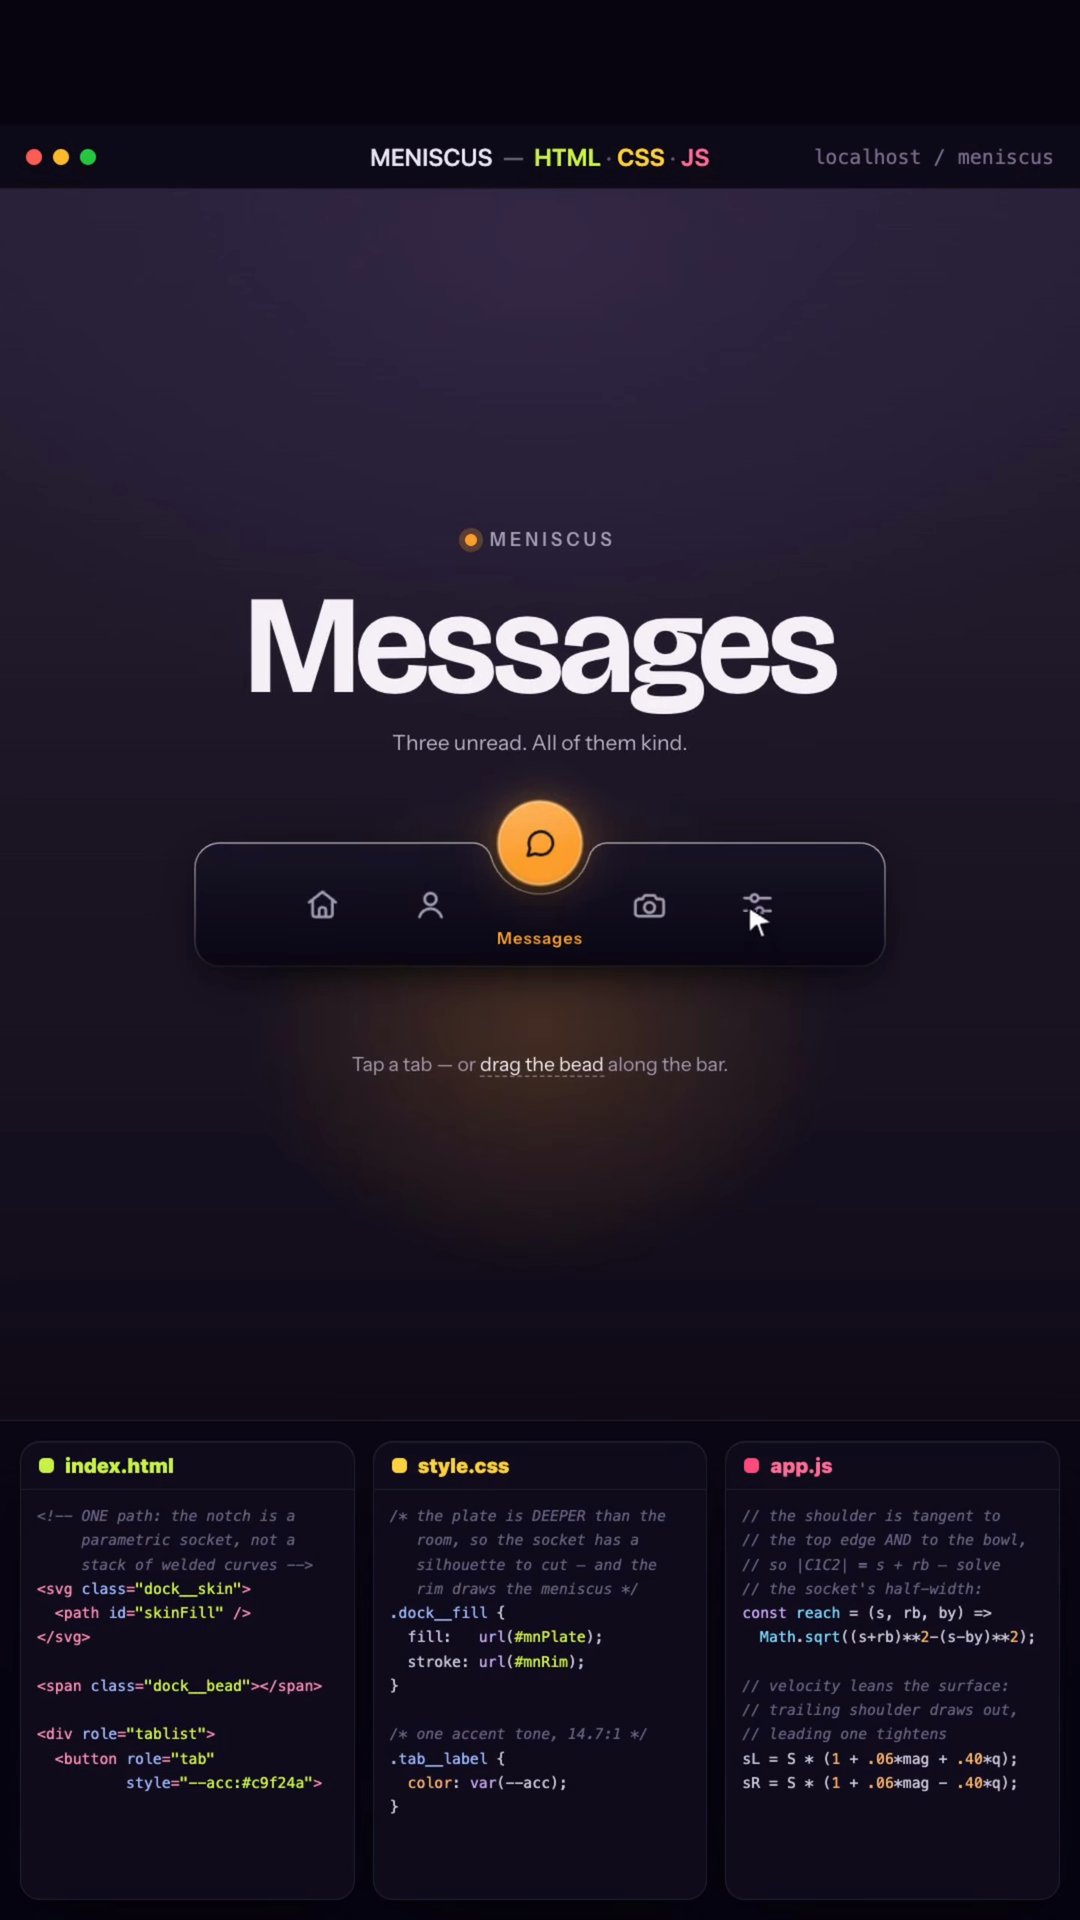 MENISCUS — HTML · CSS · JS
localhost / meniscus
MENISCUS
Messages
Three unread. All of them kind.
Messages
Tap a tab — or drag the bead along the bar.
index.html
<!-- ONE path: the notch is a
parametric socket, not a
stack of welded curves -->
<svg class="dock__skin">
<path id="skinFill" />
</svg>
<span class="dock__bead"></span>
<div role="tablist">
<button role="tab"
style="--acc:#c9f24a">
style.css
/* the plate is DEEPER than the
room, so the socket has a
silhouette to cut — and the
rim draws the meniscus */
.dock__fill {
fill: url(#mnPlate);
stroke: url(#mnRim);
}
/* one accent tone, 14.7:1 */
.tab__label {
color: var(--acc);
}
app.js
// the shoulder is tangent to
// the top edge AND to the bowl,
// so |C1C2| = s + rb — solve
// the socket's half-width:
const reach = (s, rb, by) =>
Math.sqrt((s+rb)**2-(s-by)**2);
// velocity leans the surface:
// trailing shoulder draws out,
// leading one tightens
sL = S * (1 + .06*mag + .40*q);
sR = S * (1 + .06*mag - .40*q);